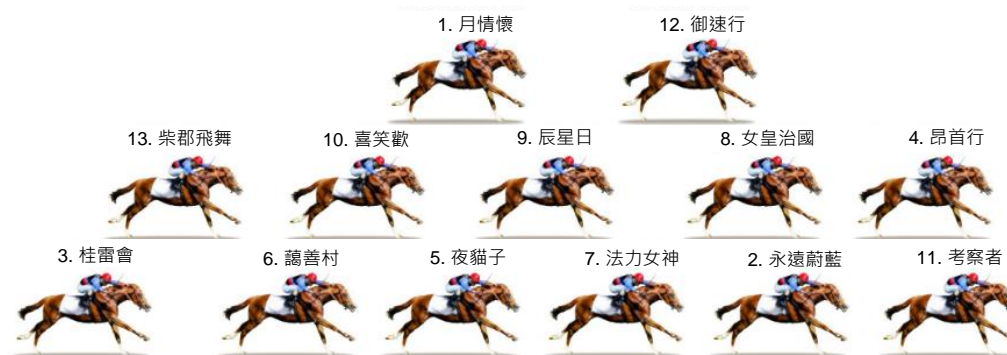 1. 月情懷
12. 御速行
13. 柴郡飛舞
10. 喜笑歡
9. 辰星日
8. 女皇治國
4. 昂首行
3. 桂雷會
6. 藹善村
5. 夜貓子
7. 法力女神
2. 永遠蔚藍
11. 考察者